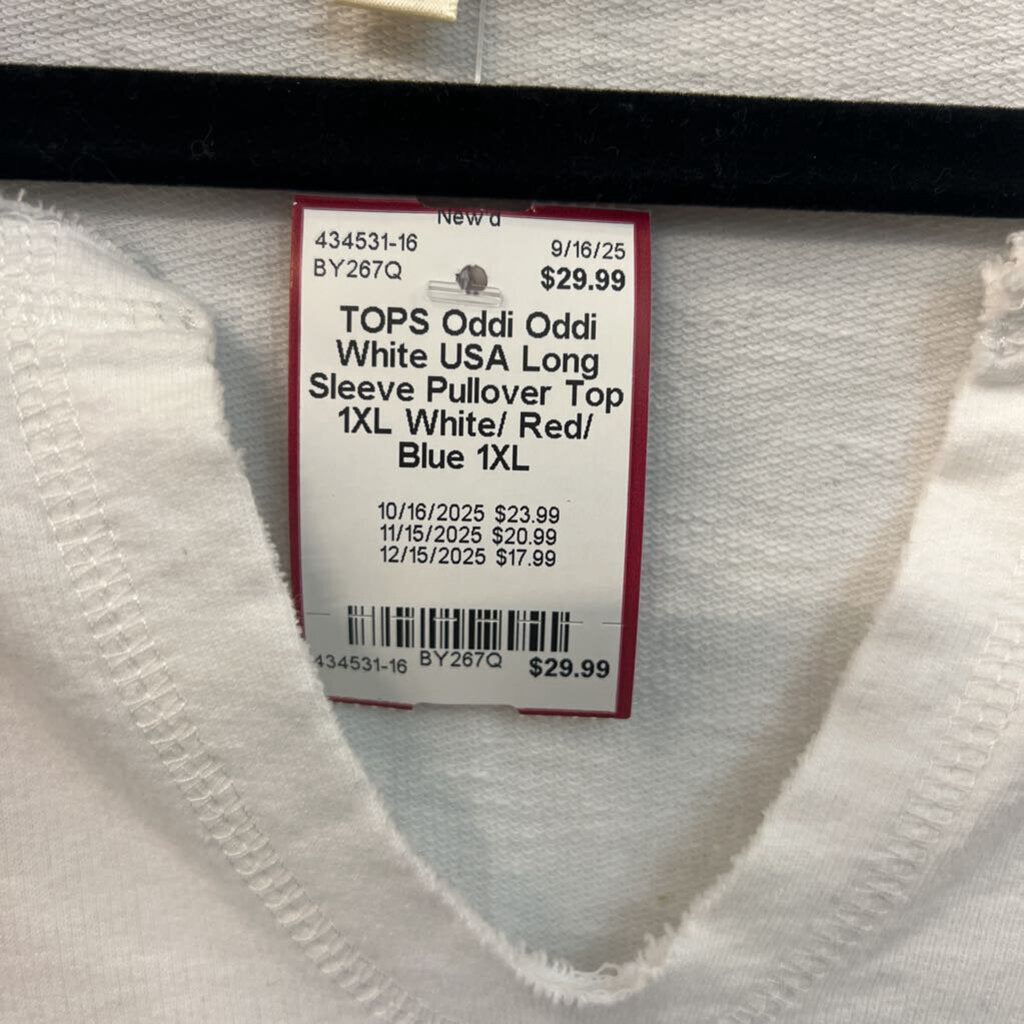 New'd
434531-16 9/16/25
BY267Q $29.99
TOPS Oddi Oddi
White USA Long
Sleeve Pullover Top
1XL White/ Red/
Blue 1XL
10/16/2025 $23.99
11/15/2025 $20.99
12/15/2025 $17.99
434531-16 BY267Q $29.99